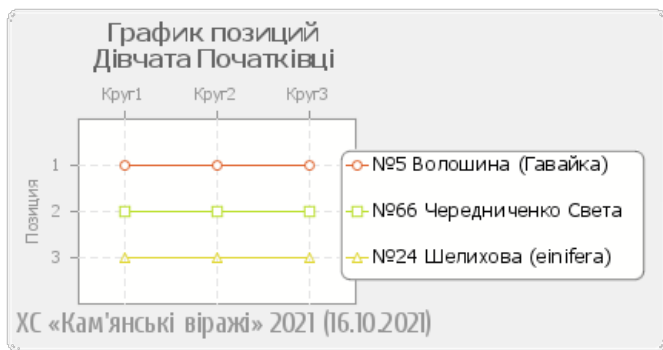 График позиций
Дівчата Початківці
Круг1 Круг2 Круг3
Позиция
1
2
3
№5 Волошина (Гавайка)
№66 Чередниченко Света
№24 Шелихова (einifera)
ХС «Кам'янські віражі» 2021 (16.10.2021)